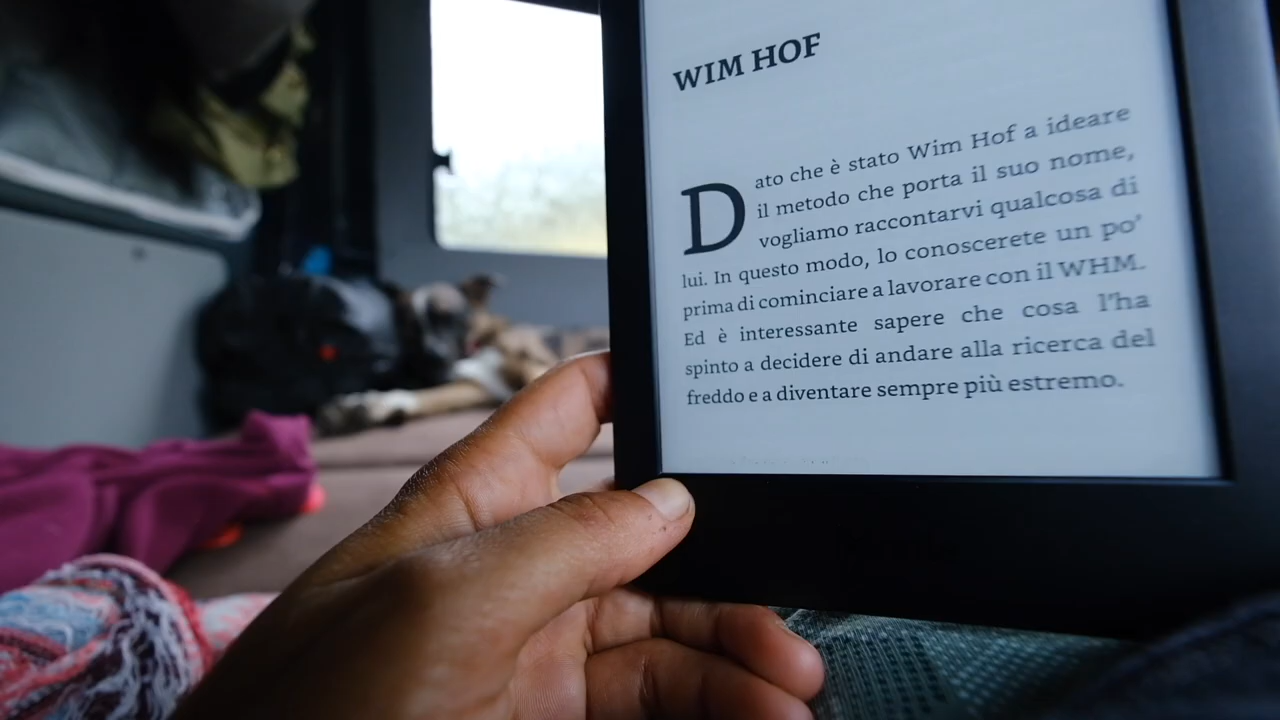 WIM HOF
Dato che è stato Wim Hof a ideare
il metodo che porta il suo nome,
vogliamo raccontarvi qualcosa di
lui. In questo modo, lo conoscerete un po'
prima di cominciare a lavorare con il WHM.
Ed è interessante sapere che cosa l'ha
spinto a decidere di andare alla ricerca del
freddo e a diventare sempre più estremo.